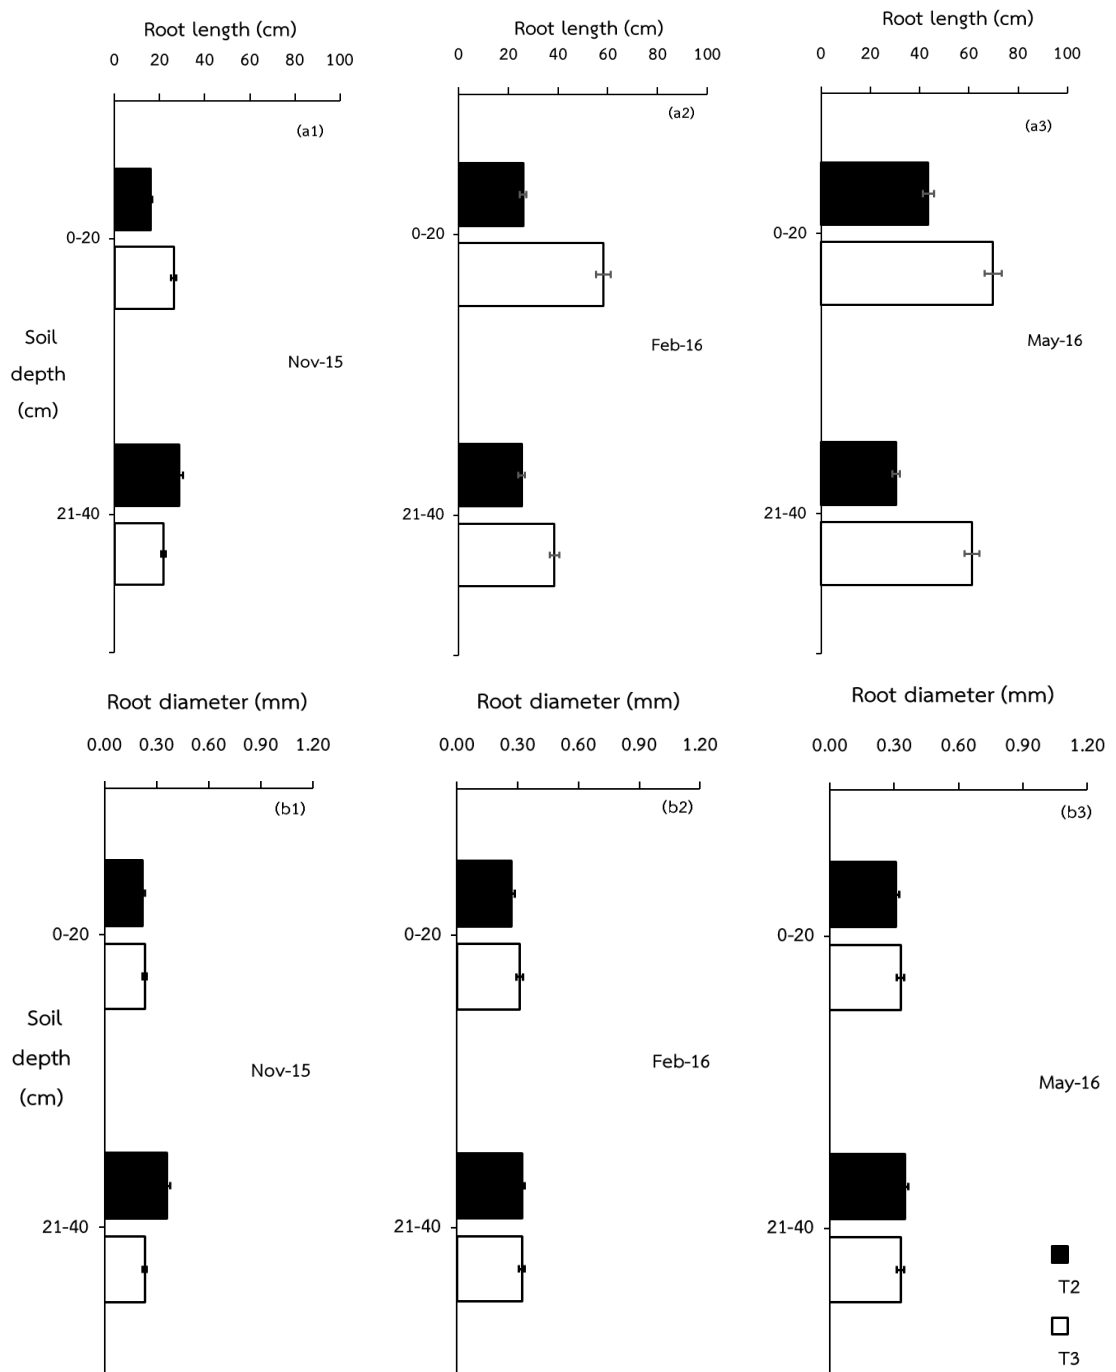 Root length (cm)
0 20 40 60 80 100
(a1)
0-20
Soil
depth
(cm)
Nov-15
21-40
Root length (cm)
0 20 40 60 80 100
(a2)
0-20
Feb-16
21-40
Root length (cm)
0 20 40 60 80 100
(a3)
0-20
May-16
21-40
Root diameter (mm)
0.00 0.30 0.60 0.90 1.20
(b1)
0-20
Soil
depth
(cm)
Nov-15
21-40
Root diameter (mm)
0.00 0.30 0.60 0.90 1.20
(b2)
0-20
Feb-16
21-40
Root diameter (mm)
0.00 0.30 0.60 0.90 1.20
(b3)
0-20
May-16
21-40
T2
T3